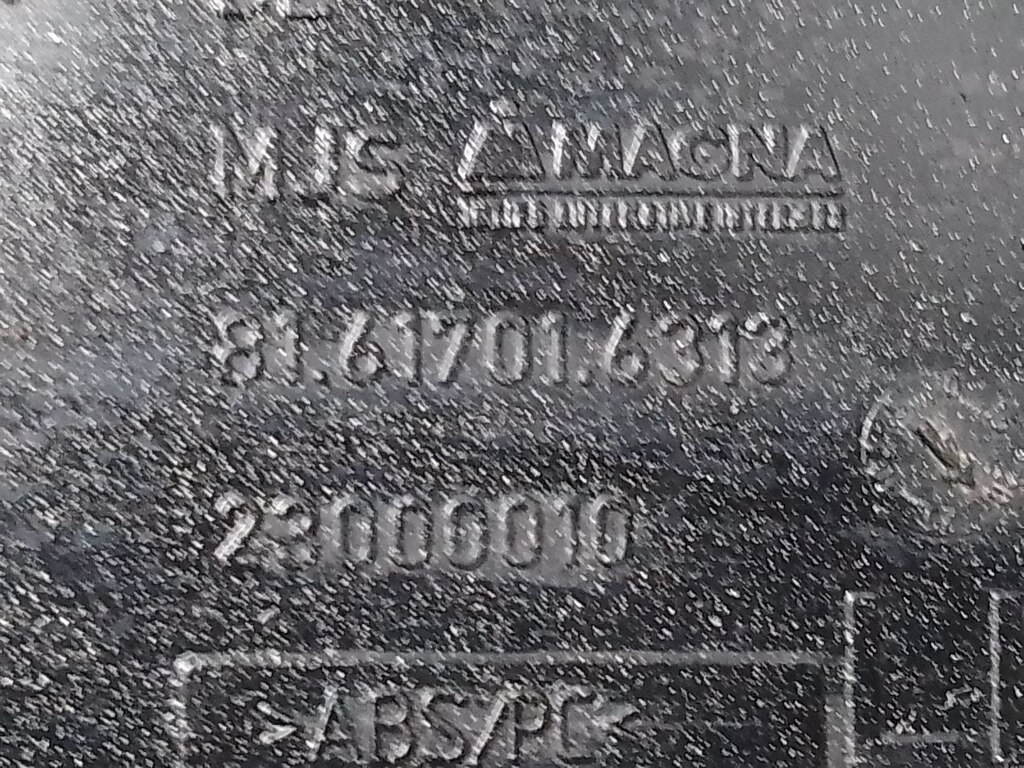 MJS MAGNA
81.61701.6313
23000010
>ABS/PC<